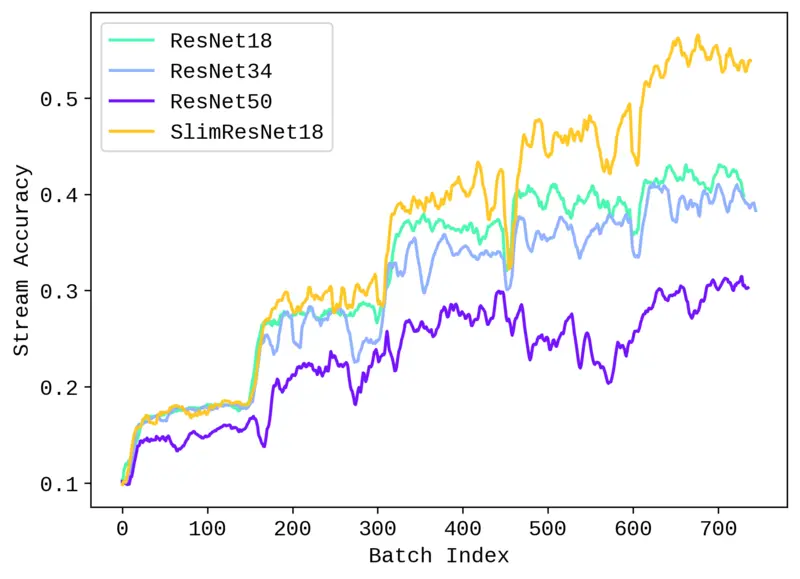 ResNet18
ResNet34
ResNet50
SlimResNet18
0.5
0.4
0.3
0.2
0.1
Stream Accuracy
0 100 200 300 400 500 600 700
Batch Index